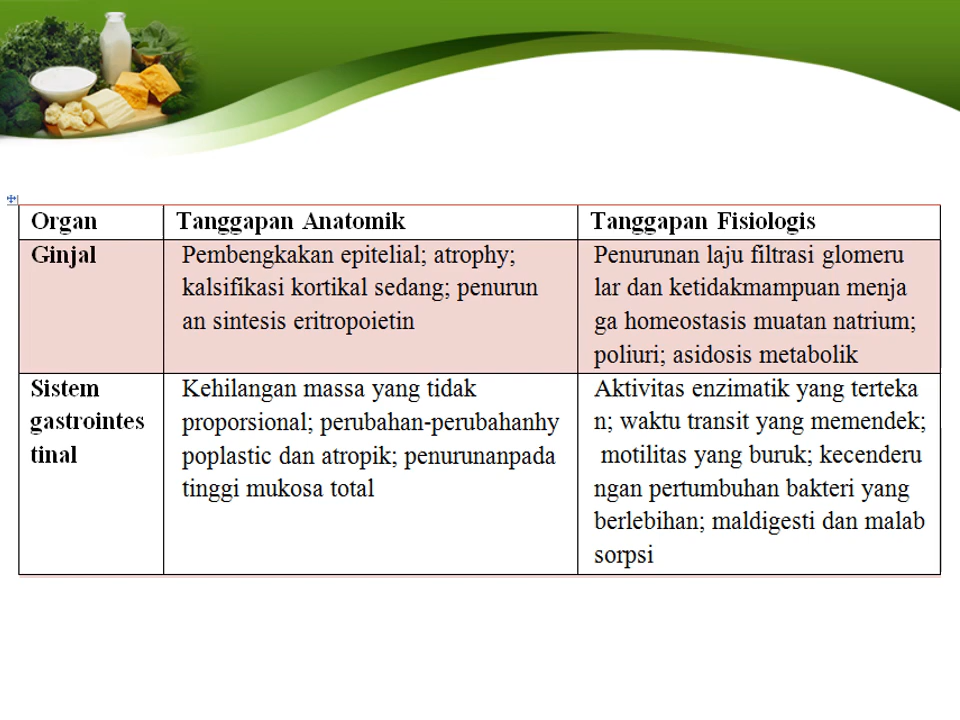 Organ Tanggapan Anatomik Tanggapan Fisiologis
Ginjal
Pembengkakan epitelial; atrophy;
kalsifikasi kortikal sedang; penurun
an sintesis eritropoietin
Penurunan laju filtrasi glomeru
lar dan ketidakmampuan menja
ga homeostasis muatan natrium;
poliuri; asidosis metabolik
Sistem
gastrointes
tinal
Kehilangan massa yang tidak
proporsional; perubahan-perubahanhy
poplastic dan atropik; penurunanpada
tinggi mukosa total
Aktivitas enzimatik yang terteka
n; waktu transit yang memendek;
motilitas yang buruk; kecenderu
ngan pertumbuhan bakteri yang
berlebihan; maldigesti dan malab
sorpsi